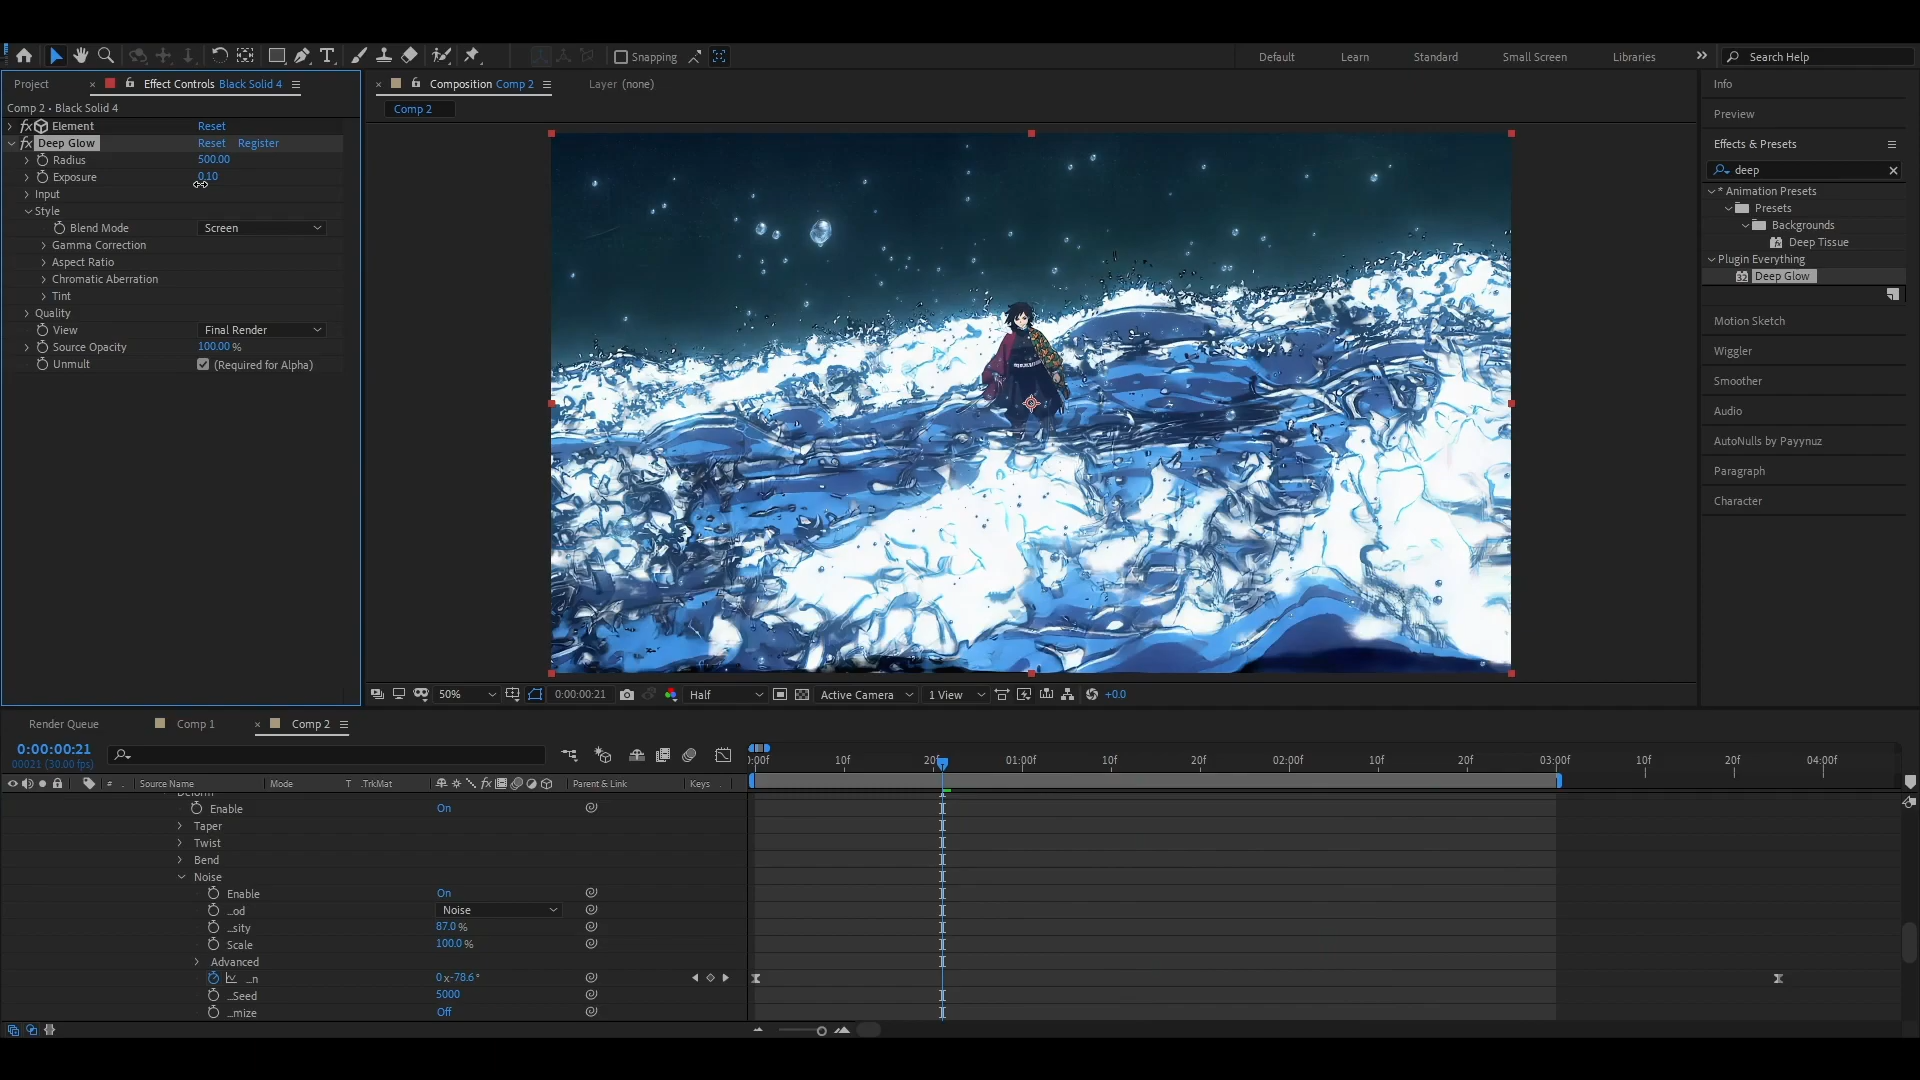 Snapping
Default
Learn
Standard
Small Screen
Libraries
Search Help
Project
Effect Controls Black Solid 4
Composition Comp 2
Layer (none)
Info
Comp 2 • Black Solid 4
Comp 2
Preview
Element Reset
Deep Glow Reset Register
Radius 500.00
Exposure 0.10
Input
Style
Blend Mode Screen
Gamma Correction
Aspect Ratio
Chromatic Aberration
Tint
Quality
View Final Render
Source Opacity 100.00 %
Unmult (Required for Alpha)
Effects & Presets
deep
* Animation Presets
Presets
Backgrounds
Deep Tissue
Plugin Everything
32 Deep Glow
Motion Sketch
Wiggler
Smoother
Audio
AutoNulls by Payynuz
Paragraph
Character
50% 0:00:00:21 Half Active Camera 1 View +0.0
Render Queue Comp 1 Comp 2
0:00:00:21
00021 (30.00 fps)
):00f 10f 20f 01:00f 10f 20f 02:00f 10f 20f 03:00f 10f 20f 04:00f
# . Source Name Mode T .TrkMat fx Parent & Link Keys
Deform
Enable On
Taper
Twist
Bend
Noise
Enable On
...od Noise
...sity 87.0 %
Scale 100.0 %
Advanced
...n 0 x -78.6 °
...Seed 5000
...mize Off